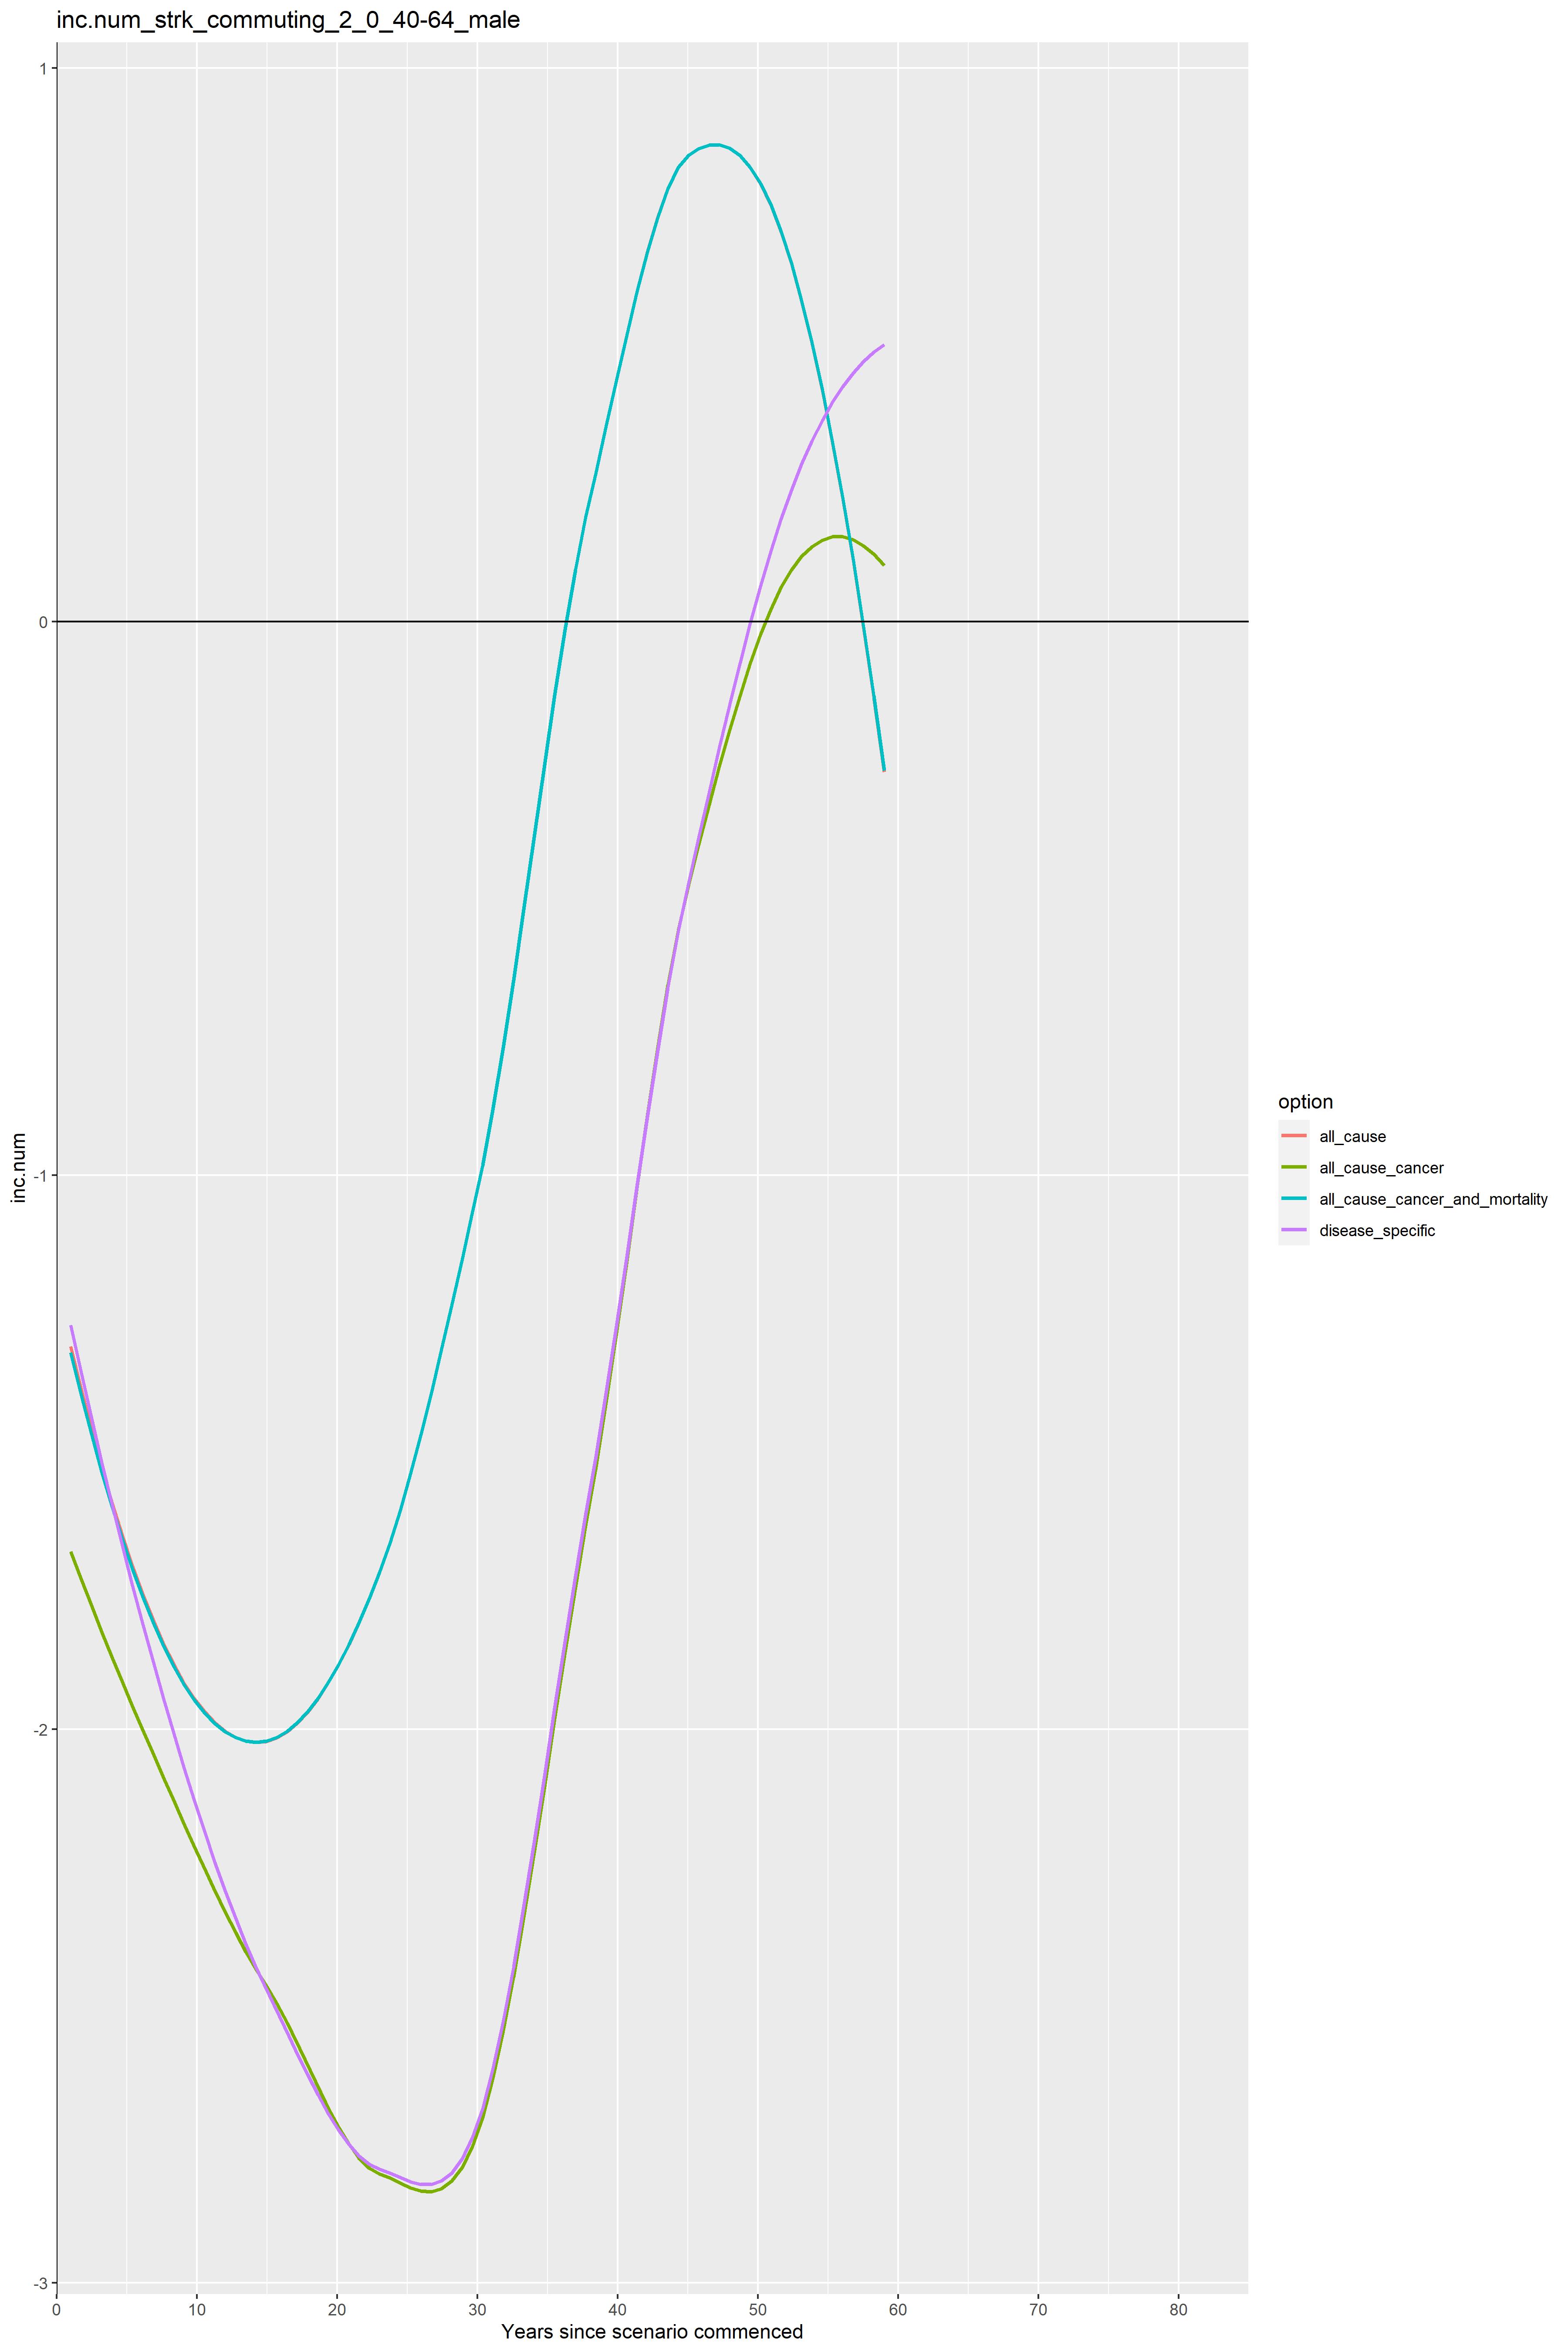 inc.num_strk_commuting_2_0_40-64_male
1
0
-1
-2
-3
inc.num
0 10 20 30 40 50 60 70 80
Years since scenario commenced
option
all_cause
all_cause_cancer
all_cause_cancer_and_mortality
disease_specific